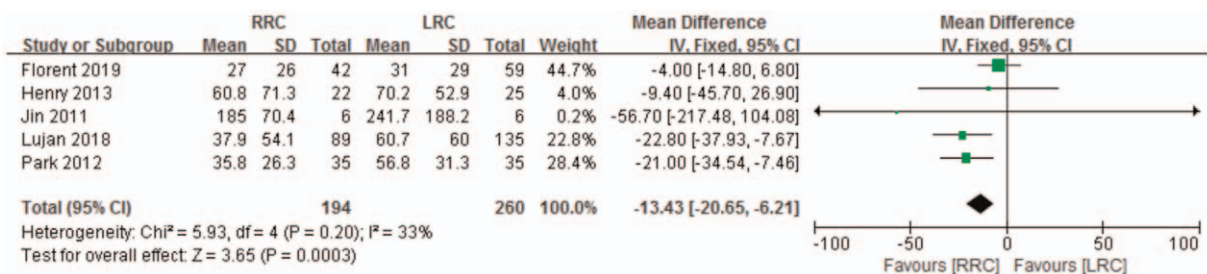 RRC LRC Mean Difference Mean Difference
Study or Subgroup Mean SD Total Mean SD Total Weight IV, Fixed, 95% CI IV, Fixed, 95% CI
Florent 2019 27 26 42 31 29 59 44.7% -4.00 [-14.80, 6.80]
Henry 2013 60.8 71.3 22 70.2 52.9 25 4.0% -9.40 [-45.70, 26.90]
Jin 2011 185 70.4 6 241.7 188.2 6 0.2% -56.70 [-217.48, 104.08]
Lujan 2018 37.9 54.1 89 60.7 60 135 22.8% -22.80 [-37.93, -7.67]
Park 2012 35.8 26.3 35 56.8 31.3 35 28.4% -21.00 [-34.54, -7.46]
Total (95% CI) 194 260 100.0% -13.43 [-20.65, -6.21]
Heterogeneity: Chi² = 5.93, df = 4 (P = 0.20); I² = 33%
Test for overall effect: Z = 3.65 (P = 0.0003)
-100 -50 0 50 100
Favours [RRC] Favours [LRC]